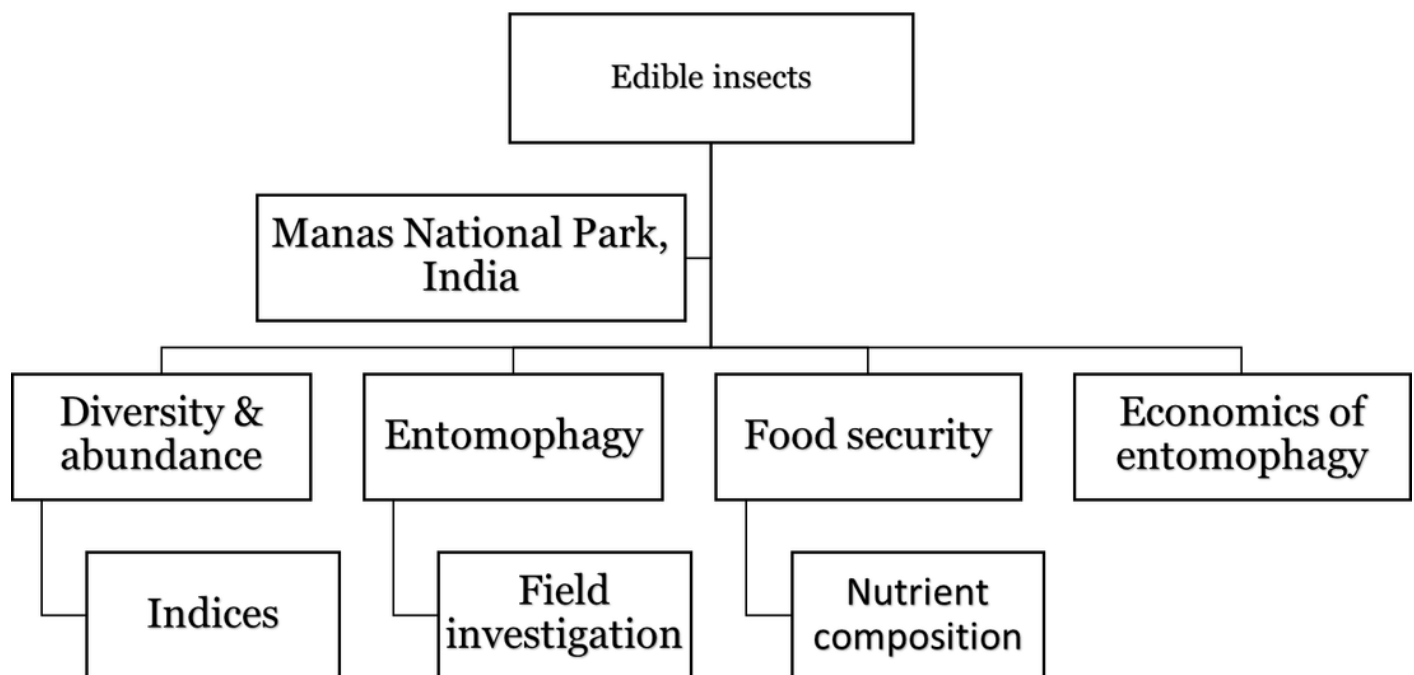 Edible insects
Manas National Park,
India
Diversity &
abundance
Entomophagy
Food security
Economics of
entomophagy
Indices
Field
investigation
Nutrient
composition